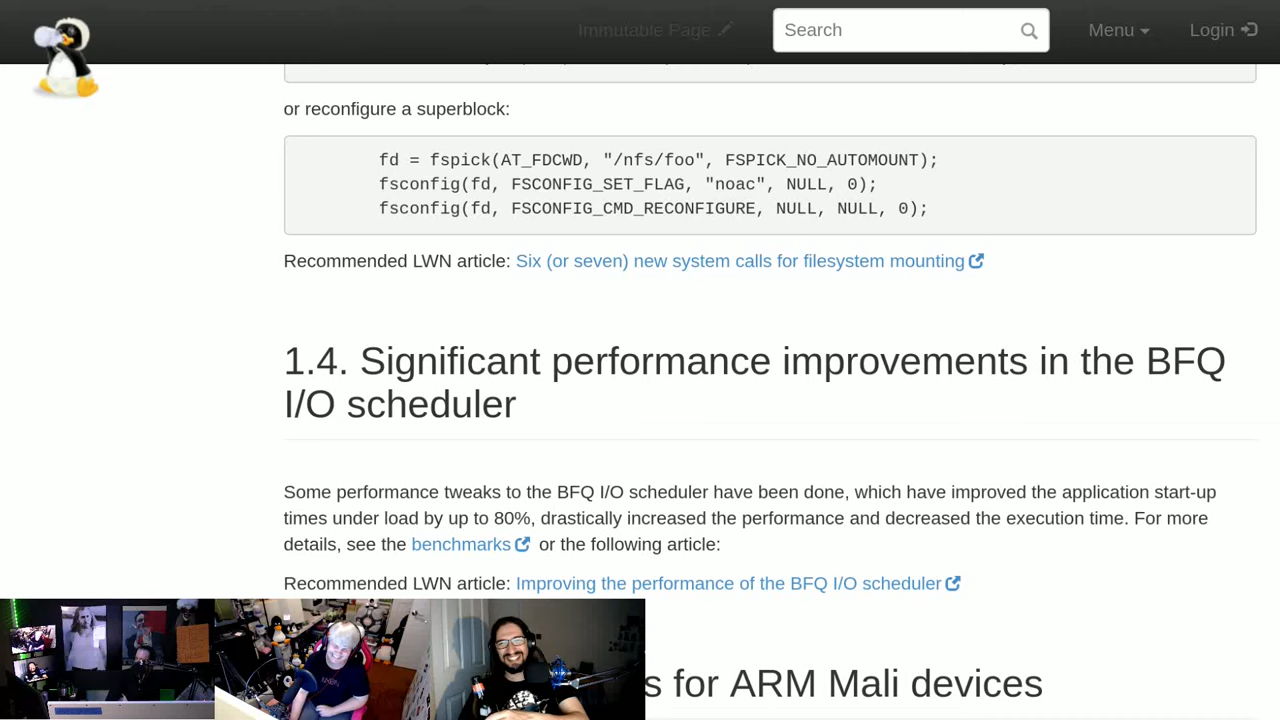 Immutable Page
Search
Menu
Login
or reconfigure a superblock:
fd = fspick(AT_FDCWD, "/nfs/foo", FSPICK_NO_AUTOMOUNT);
fsconfig(fd, FSCONFIG_SET_FLAG, "noac", NULL, 0);
fsconfig(fd, FSCONFIG_CMD_RECONFIGURE, NULL, NULL, 0);
Recommended LWN article: Six (or seven) new system calls for filesystem mounting
1.4. Significant performance improvements in the BFQ
I/O scheduler
Some performance tweaks to the BFQ I/O scheduler have been done, which have improved the application start-up
times under load by up to 80%, drastically increased the performance and decreased the execution time. For more
details, see the benchmarks or the following article:
Recommended LWN article: Improving the performance of the BFQ I/O scheduler
s for ARM Mali devices